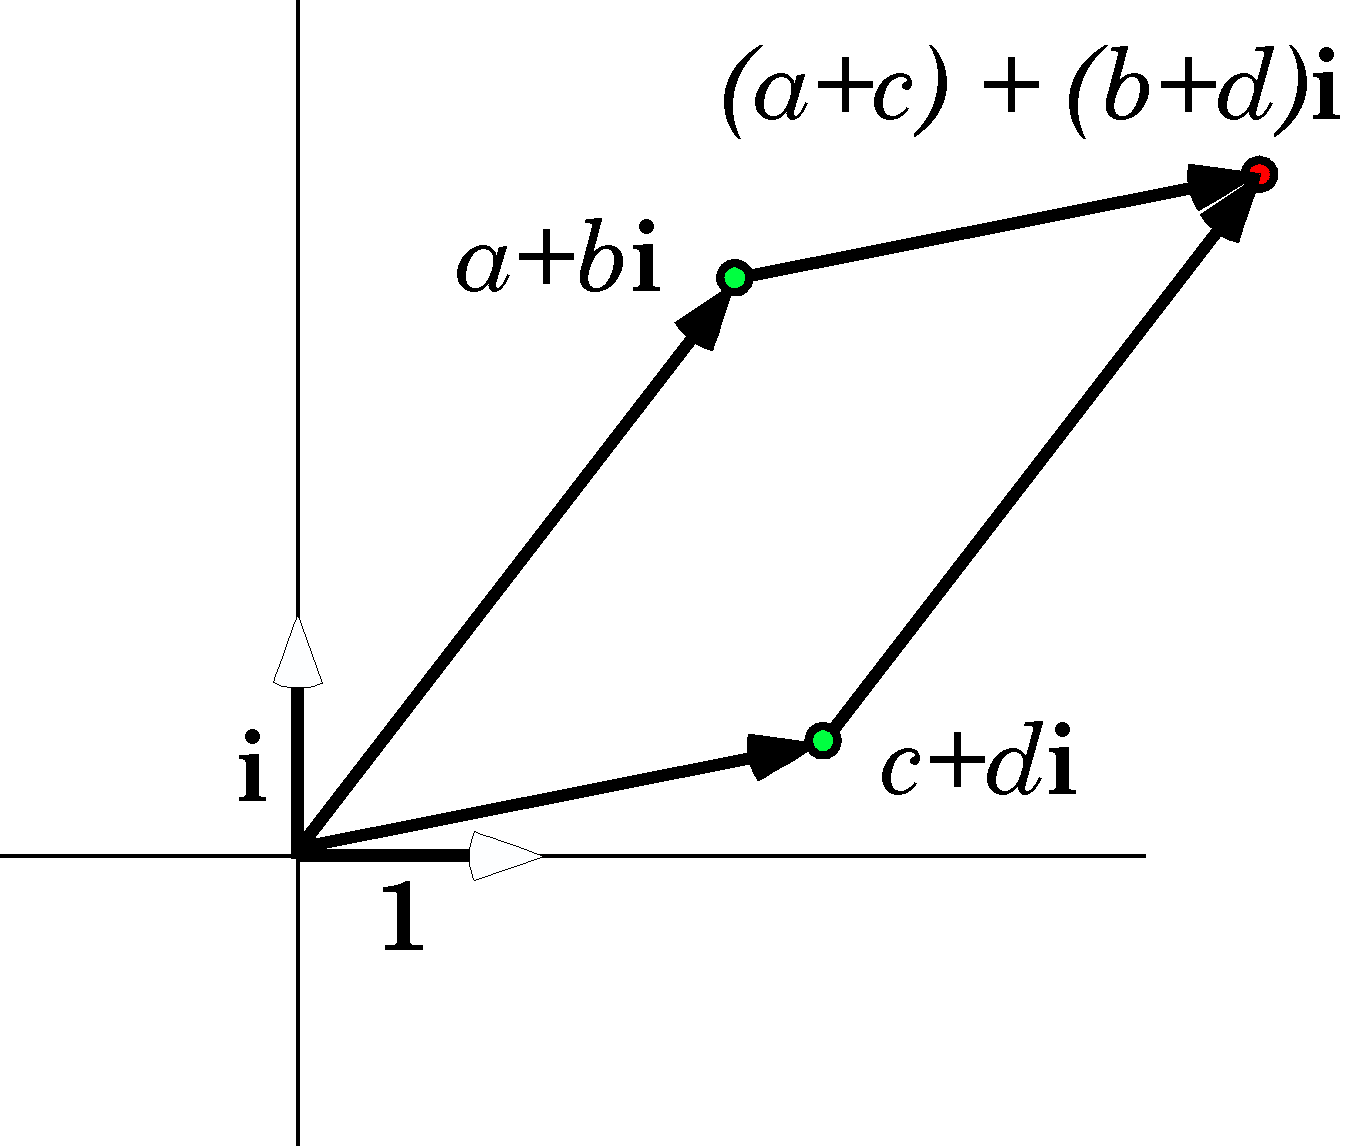 (a+c) + (b+d)i
a+bi
c+di
i
1